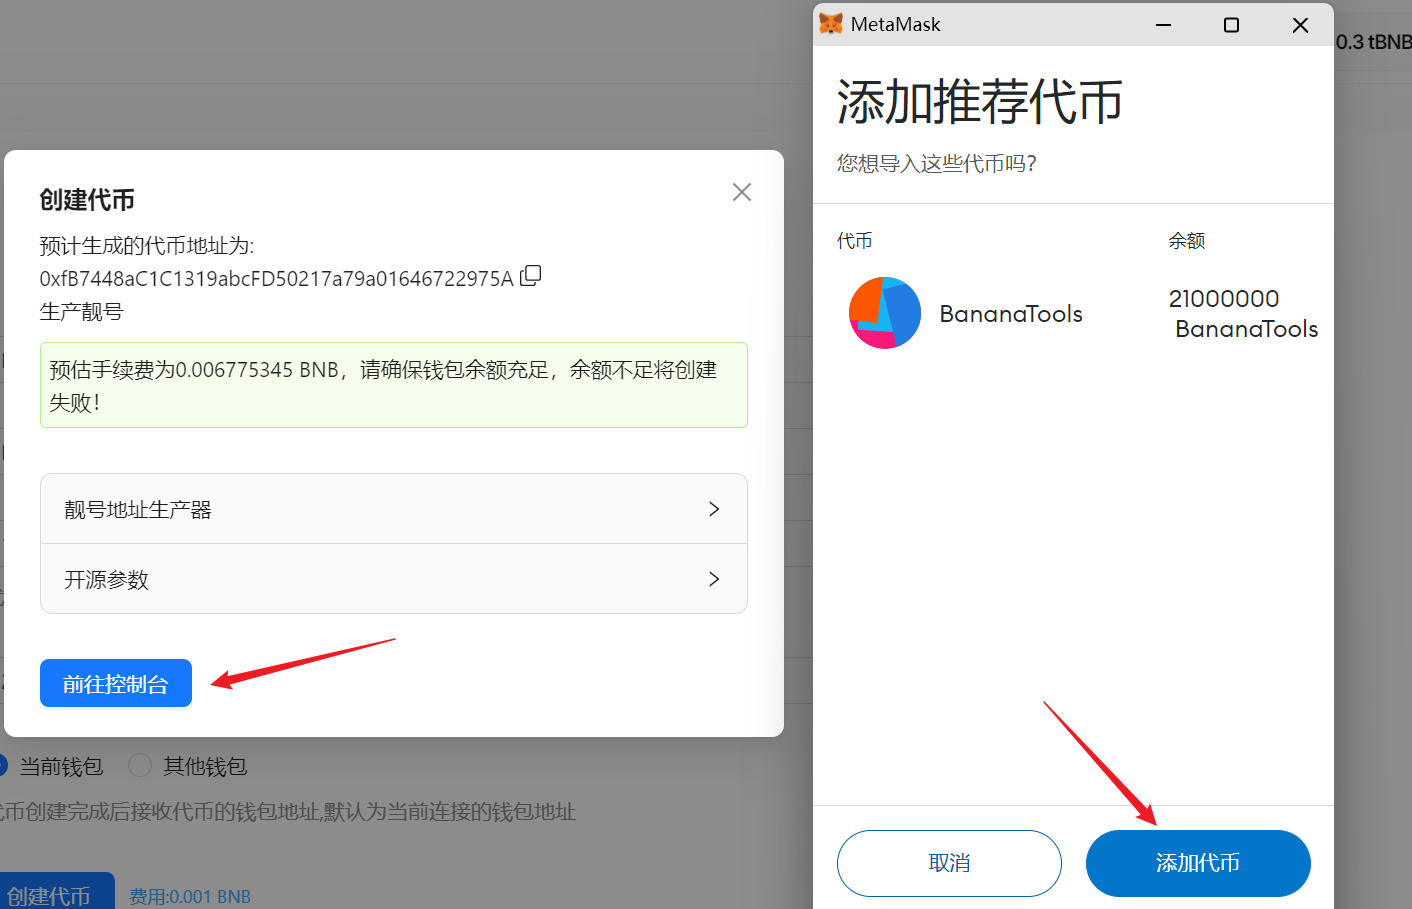 MetaMask
0.3 tBNB
添加推荐代币
您想导入这些代币吗？
代币
余额
BananaTools
21000000
BananaTools
取消
添加代币
创建代币
预计生成的代币地址为:
0xfB7448aC1C1319abcFD50217a79a01646722975A
生产靓号
预估手续费为0.006775345 BNB，请确保钱包余额充足，余额不足将创建
失败！
靓号地址生产器
开源参数
前往控制台
当前钱包
其他钱包
币创建完成后接收代币的钱包地址,默认为当前连接的钱包地址
创建代币
费用:0.001 BNB